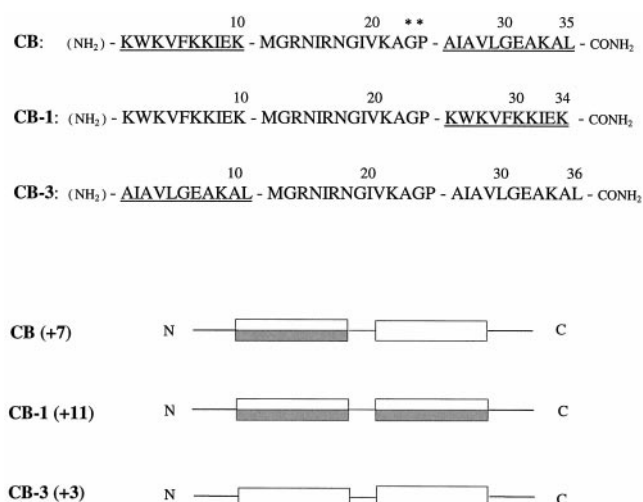 10 20 * * 30 35
CB: (NH₂) - KWKVFKKIEK - MGRNIRNGIVKAGP - AIAVLGEAKAL - CONH₂
10 20 30 34
CB-1: (NH₂) - KWKVFKKIEK - MGRNIRNGIVKAGP - KWKVFKKIEK - CONH₂
10 20 30 36
CB-3: (NH₂) - AIAVLGEAKAL - MGRNIRNGIVKAGP - AIAVLGEAKAL - CONH₂
CB (+7) N C
CB-1 (+11) N C
CB-3 (+3) N C